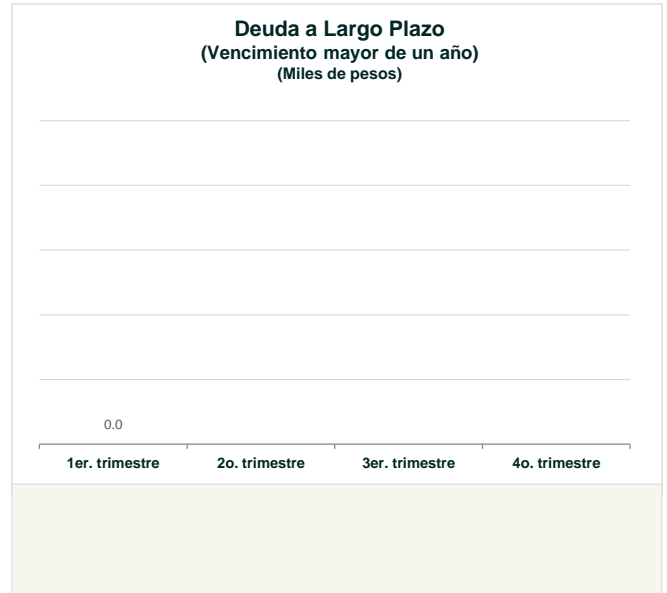 Deuda a Largo Plazo
(Vencimiento mayor de un año)
(Miles de pesos)
0.0
1er. trimestre 2o. trimestre 3er. trimestre 4o. trimestre